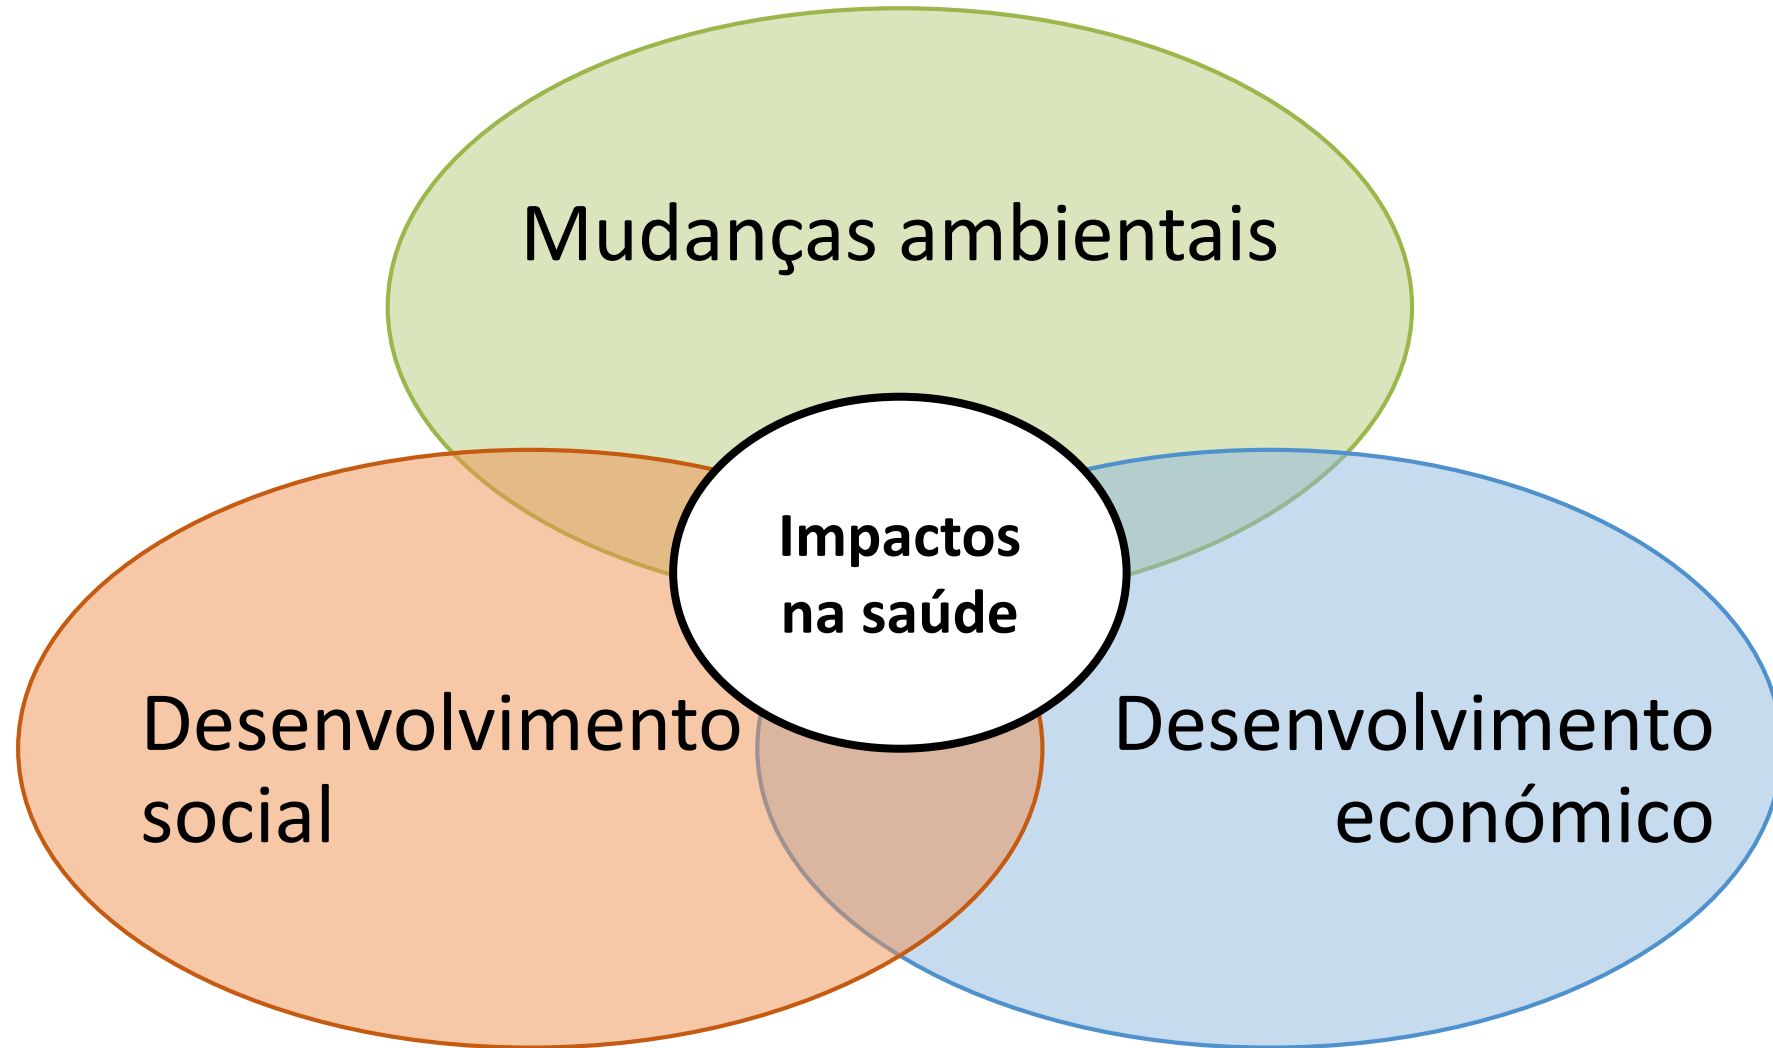 Mudanças ambientais
Impactos
na saúde
Desenvolvimento
social
Desenvolvimento
económico